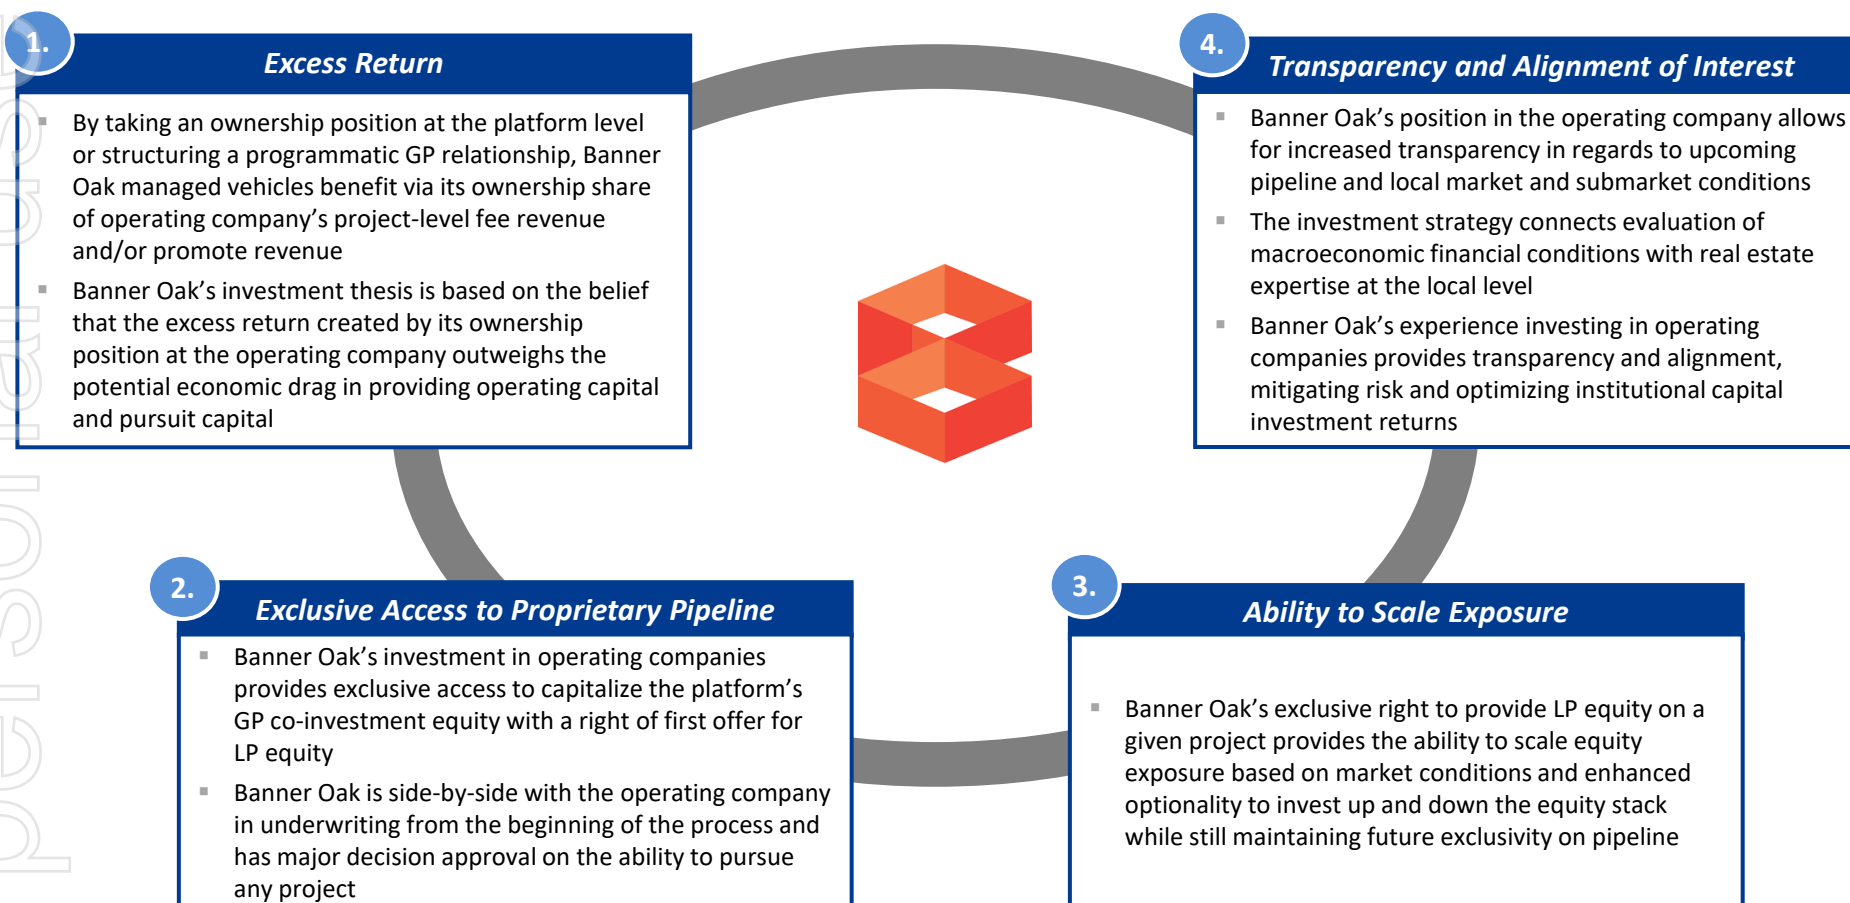 1.
Excess Return
By taking an ownership position at the platform level
or structuring a programmatic GP relationship, Banner
Oak managed vehicles benefit via its ownership share
of operating company’s project-level fee revenue
and/or promote revenue
Banner Oak’s investment thesis is based on the belief
that the excess return created by its ownership
position at the operating company outweighs the
potential economic drag in providing operating capital
and pursuit capital
2.
Exclusive Access to Proprietary Pipeline
Banner Oak’s investment in operating companies
provides exclusive access to capitalize the platform’s
GP co-investment equity with a right of first offer for
LP equity
Banner Oak is side-by-side with the operating company
in underwriting from the beginning of the process and
has major decision approval on the ability to pursue
any project
3.
Ability to Scale Exposure
Banner Oak’s exclusive right to provide LP equity on a
given project provides the ability to scale equity
exposure based on market conditions and enhanced
optionality to invest up and down the equity stack
while still maintaining future exclusivity on pipeline
4.
Transparency and Alignment of Interest
Banner Oak’s position in the operating company allows
for increased transparency in regards to upcoming
pipeline and local market and submarket conditions
The investment strategy connects evaluation of
macroeconomic financial conditions with real estate
expertise at the local level
Banner Oak’s experience investing in operating
companies provides transparency and alignment,
mitigating risk and optimizing institutional capital
investment returns